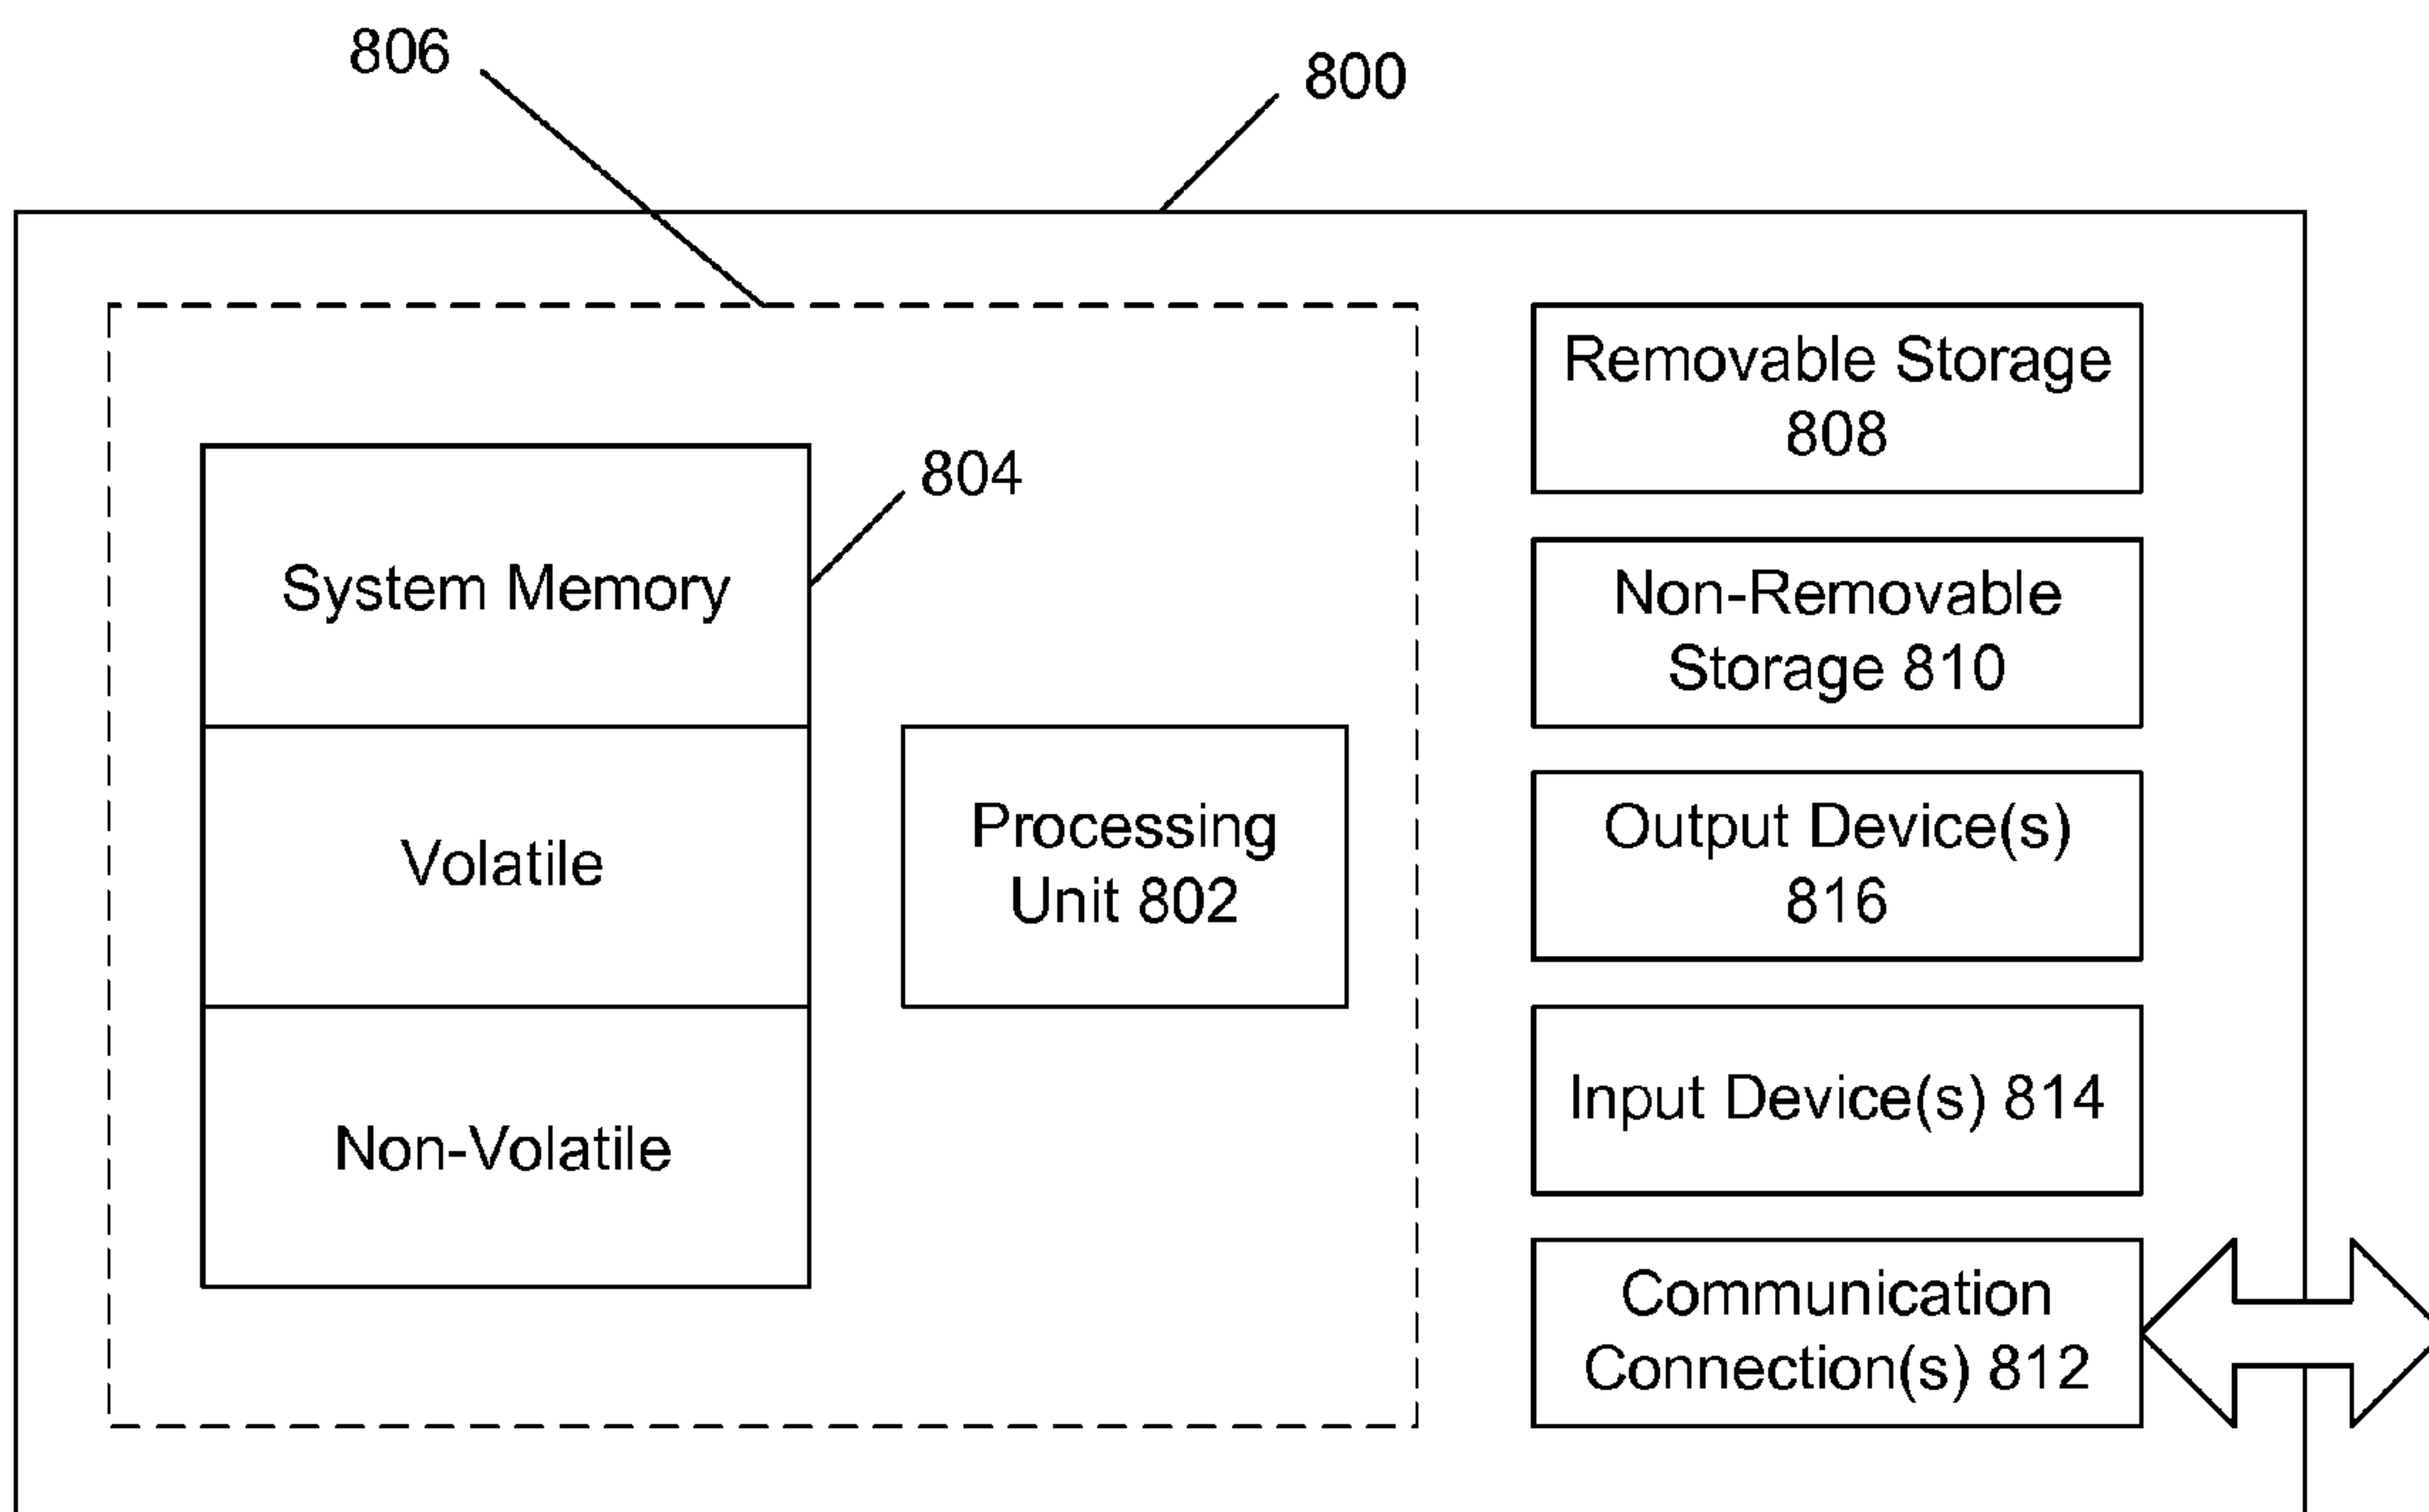 806
800
804
System Memory
Volatile
Non-Volatile
Processing
Unit 802
Removable Storage
808
Non-Removable
Storage 810
Output Device(s)
816
Input Device(s) 814
Communication
Connection(s) 812